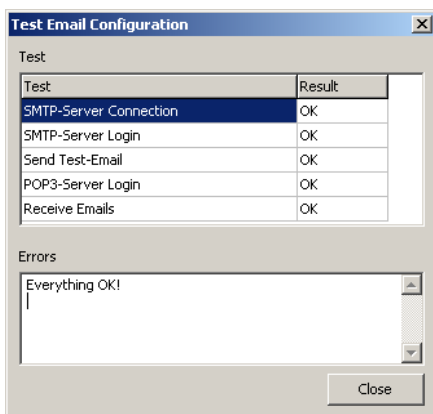 Test Email Configuration
Test
Test Result
SMTP-Server Connection OK
SMTP-Server Login OK
Send Test-Email OK
POP3-Server Login OK
Receive Emails OK
Errors
Everything OK!
Close